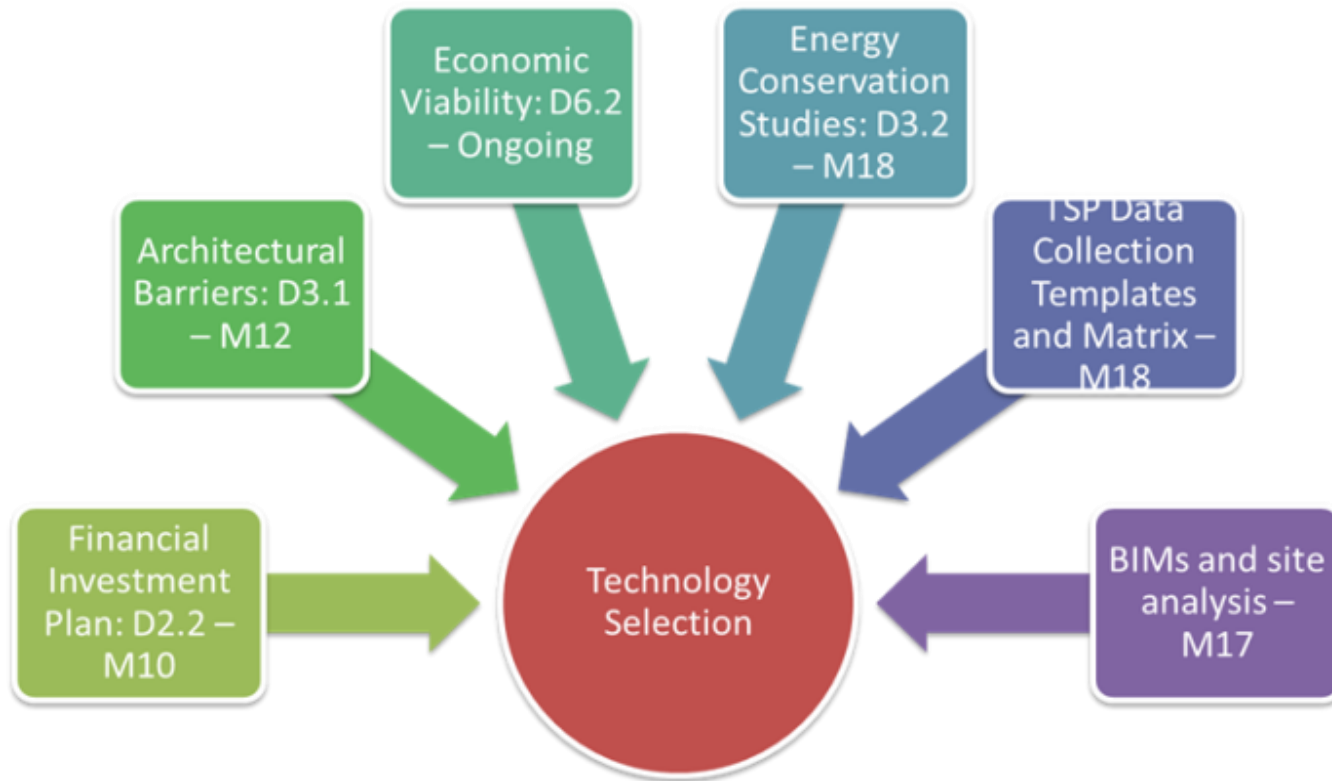 Economic
Viability: D6.2
– Ongoing
Energy
Conservation
Studies: D3.2
– M18
Architectural
Barriers: D3.1
– M12
TSP Data
Collection
Templates
and Matrix –
M18
Financial
Investment
Plan: D2.2 –
M10
Technology
Selection
BIMs and site
analysis –
M17